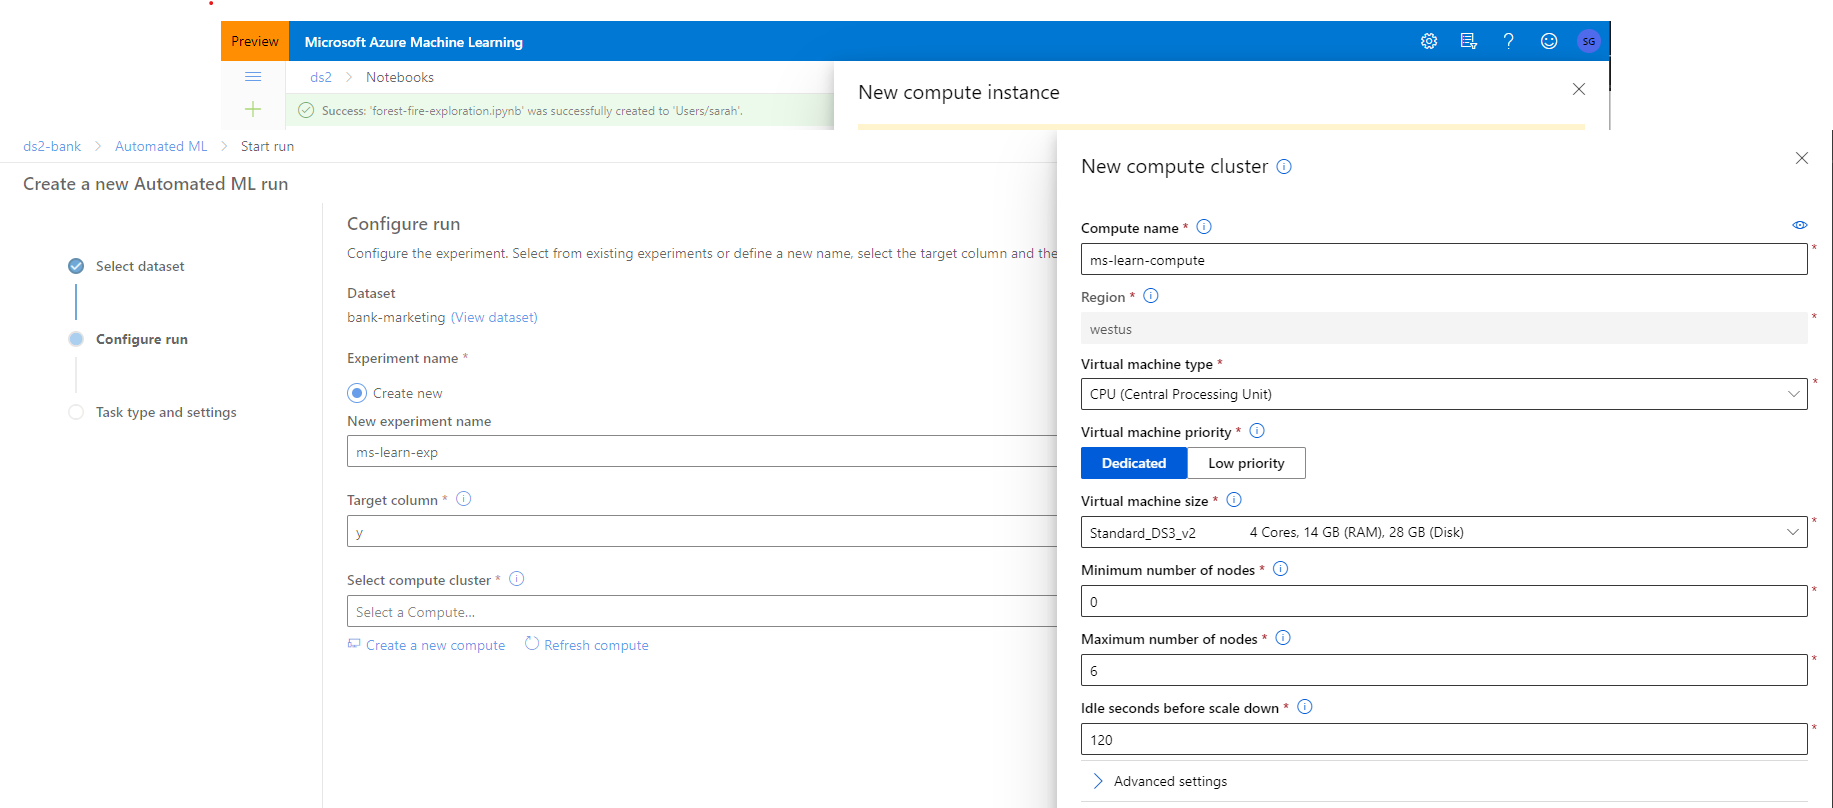 Preview
Microsoft Azure Machine Learning
SG
ds2 > Notebooks
Success: 'forest-fire-exploration.ipynb' was successfully created to 'Users/sarah'.
New compute instance
ds2-bank > Automated ML > Start run
Create a new Automated ML run
Select dataset
Configure run
Task type and settings
Configure run
Configure the experiment. Select from existing experiments or define a new name, select the target column and the
Dataset
bank-marketing (View dataset)
Experiment name *
Create new
New experiment name
ms-learn-exp
Target column *
y
Select compute cluster *
Select a Compute...
Create a new compute Refresh compute
New compute cluster
Compute name *
ms-learn-compute *
Region *
westus *
Virtual machine type *
CPU (Central Processing Unit) *
Virtual machine priority *
Dedicated Low priority
Virtual machine size *
Standard_DS3_v2 4 Cores, 14 GB (RAM), 28 GB (Disk) *
Minimum number of nodes *
0 *
Maximum number of nodes *
6 *
Idle seconds before scale down *
120 *
Advanced settings